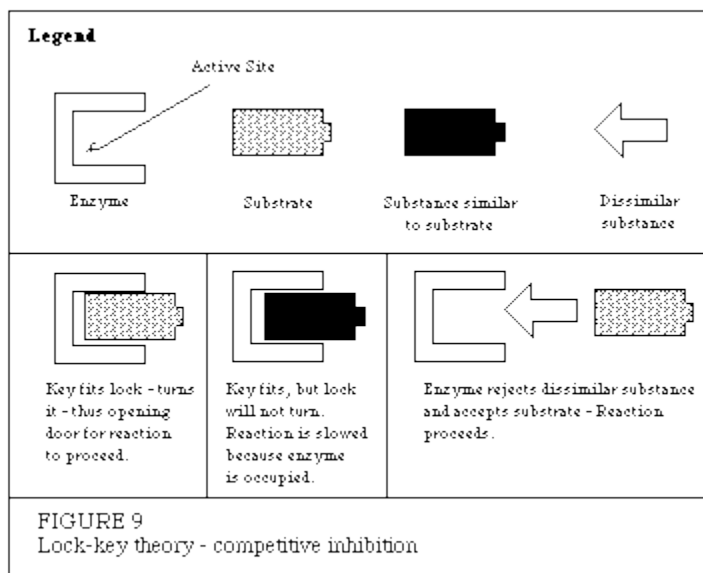 Legend
Active Site
Enzyme
Substrate
Substance similar
to substrate
Dissimilar
substance
Key fits lock - turns
it - thus opening
door for reaction
to proceed.
Key fits, but lock
will not turn.
Reaction is slowed
because enzyme
is occupied.
Enzyme rejects dissimilar substance
and accepts substrate - Reaction
proceeds.
FIGURE 9
Lock-key theory - competitive inhibition